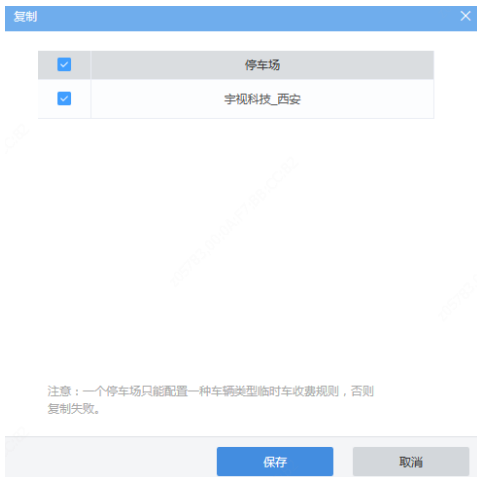 复制
停车场
宇视科技_西安
注意：一个停车场只能配置一种车辆类型临时车收费规则，否则
复制失败。
保存
取消